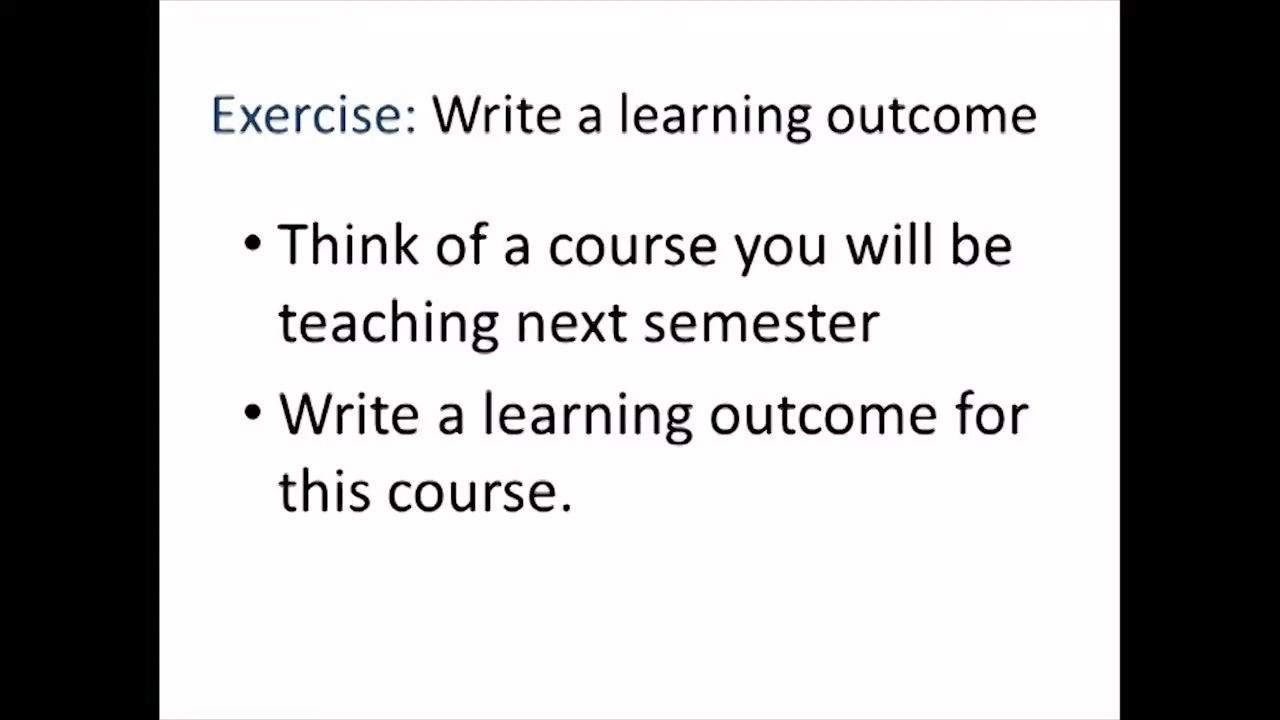 Exercise: Write a learning outcome
• Think of a course you will be
teaching next semester
• Write a learning outcome for
this course.